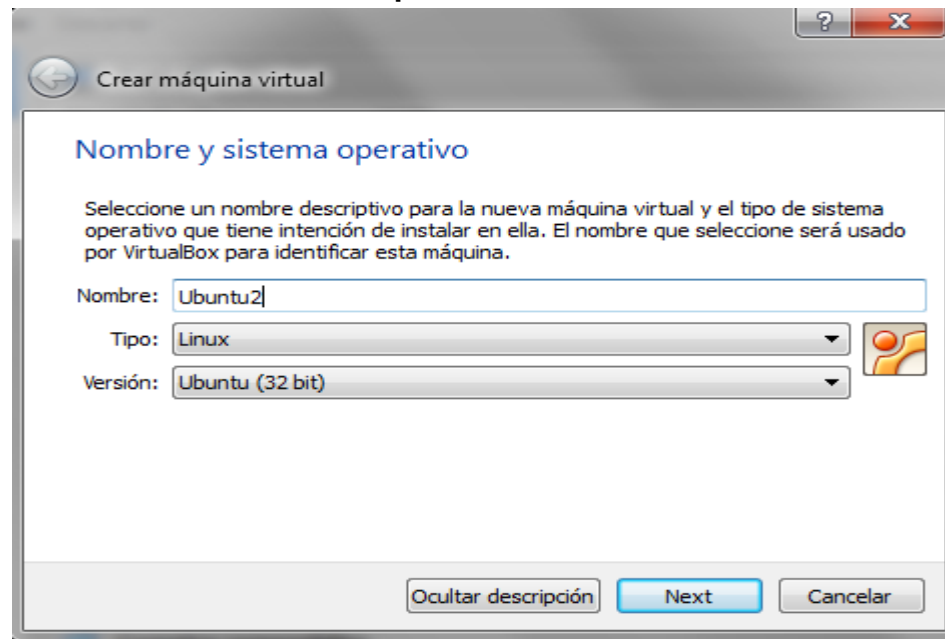 Crear máquina virtual
Nombre y sistema operativo
Seleccione un nombre descriptivo para la nueva máquina virtual y el tipo de sistema
operativo que tiene intención de instalar en ella. El nombre que seleccione será usado
por VirtualBox para identificar esta máquina.
Nombre: Ubuntu2
Tipo: Linux
Versión: Ubuntu (32 bit)
Ocultar descripción Next Cancelar